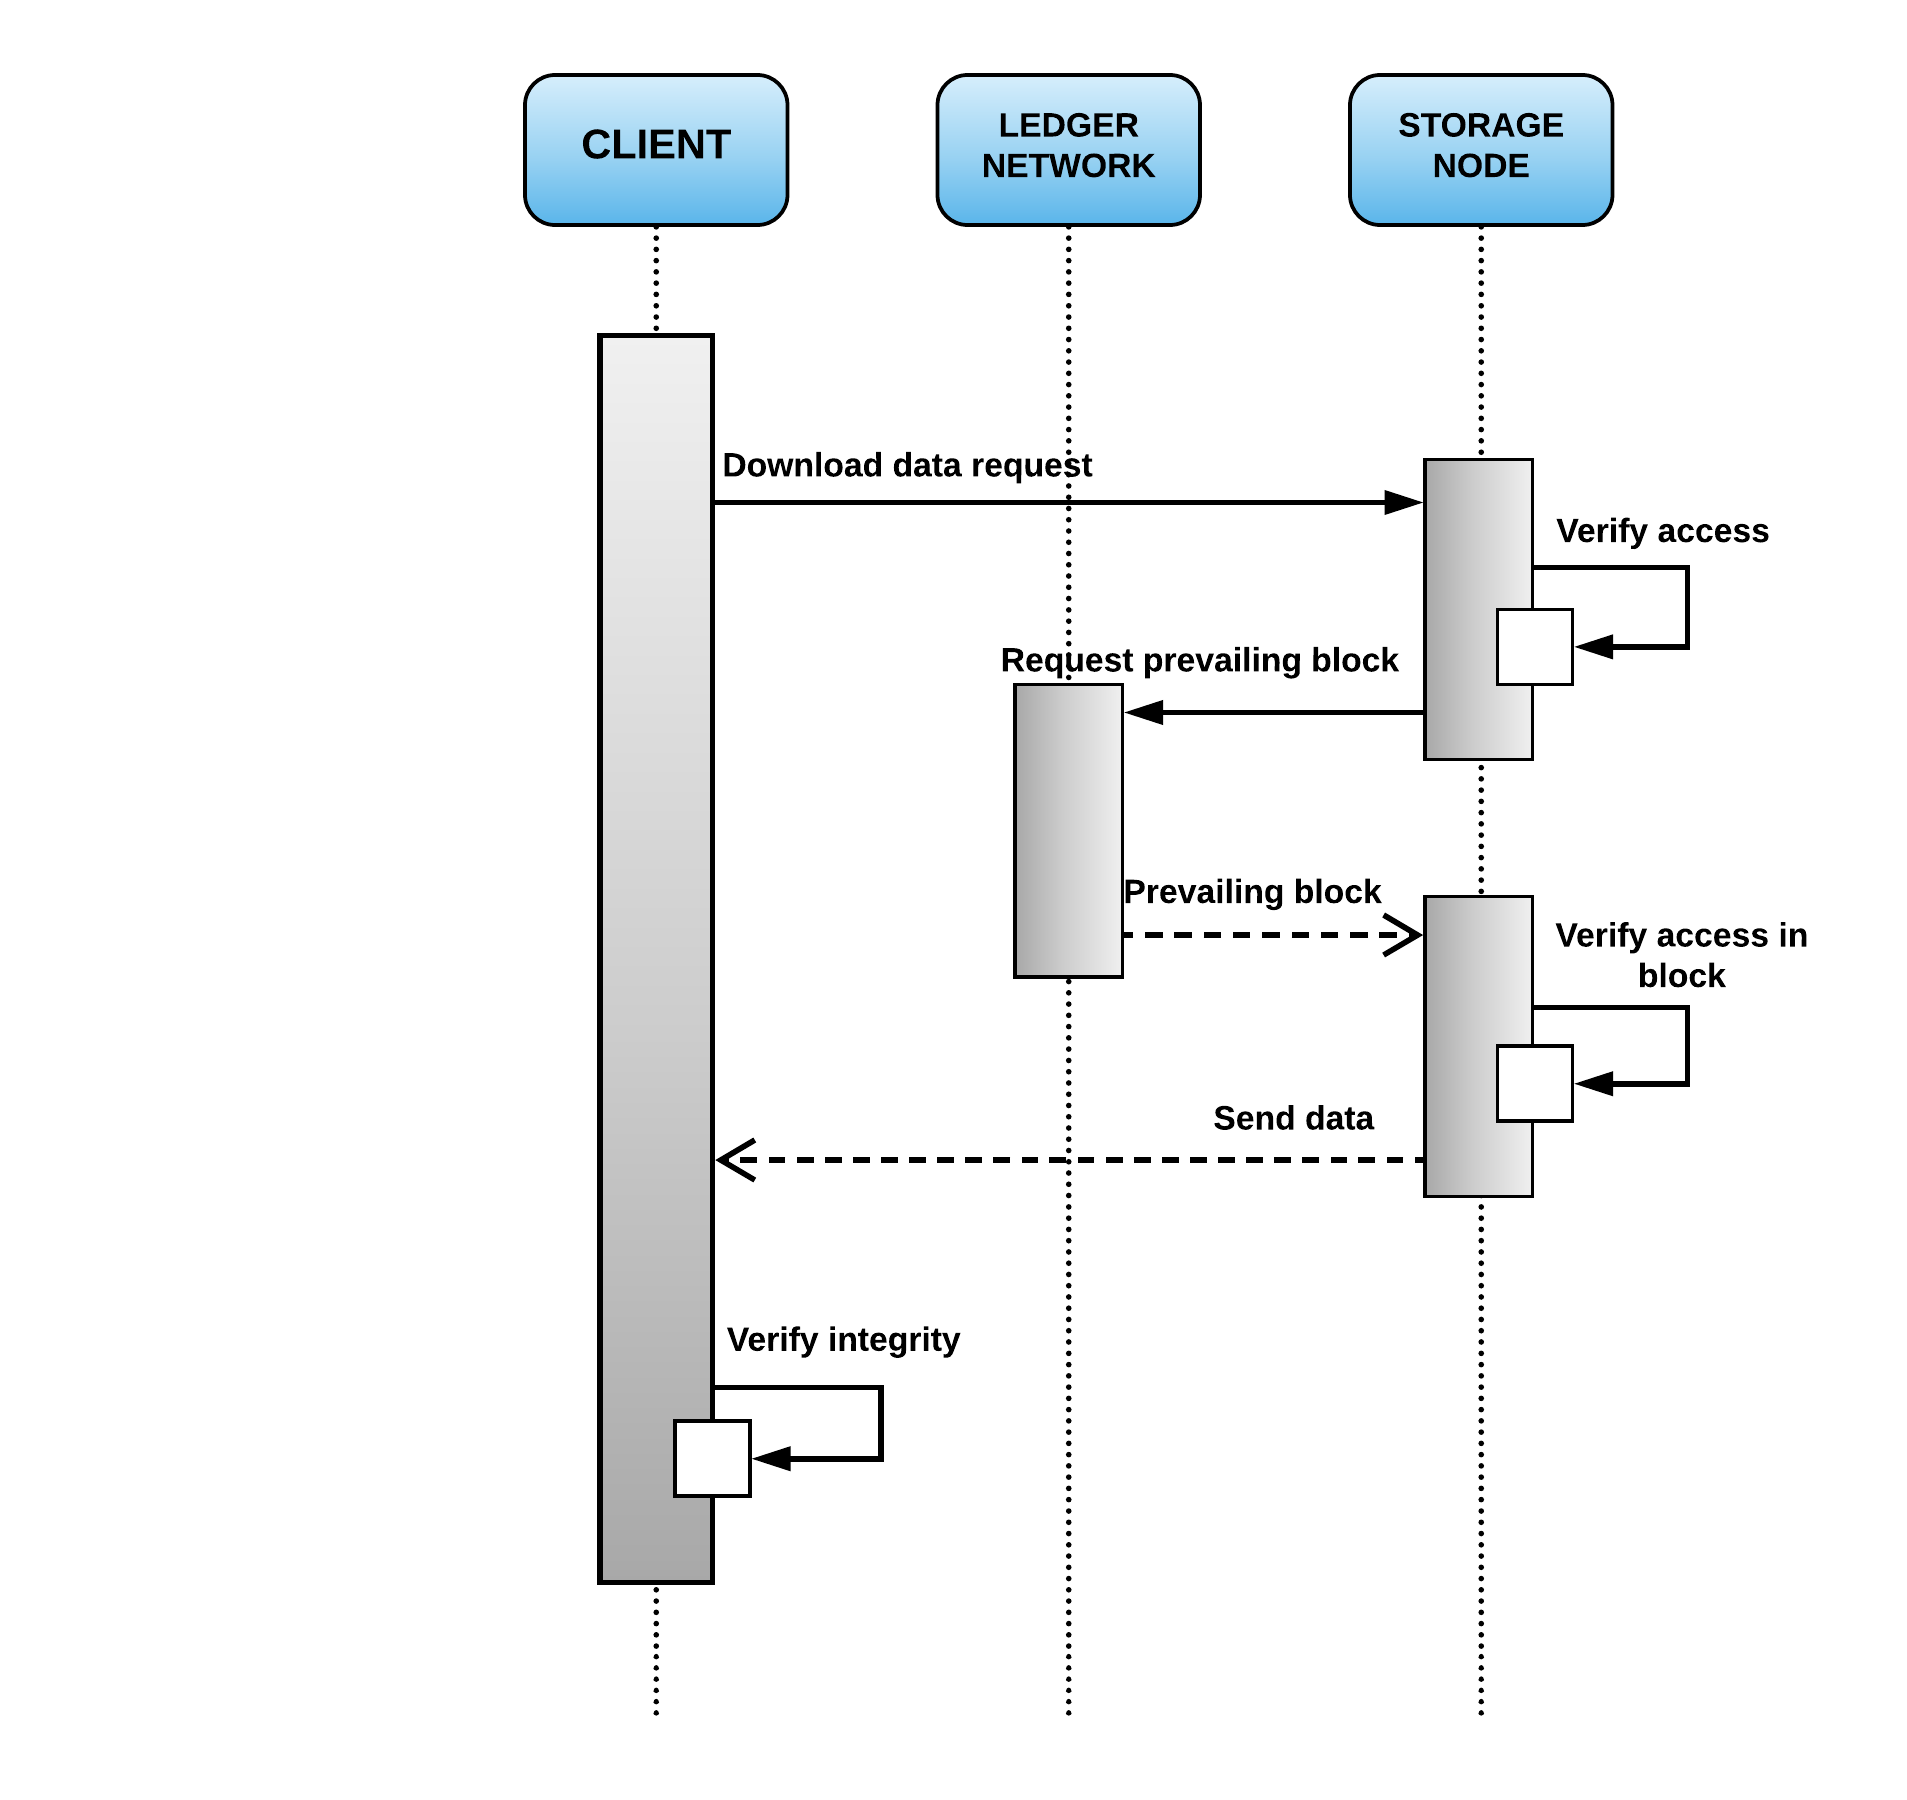 CLIENT
LEDGER
NETWORK
STORAGE
NODE
Download data request
Verify access
Request prevailing block
Prevailing block
Verify access in
block
Send data
Verify integrity